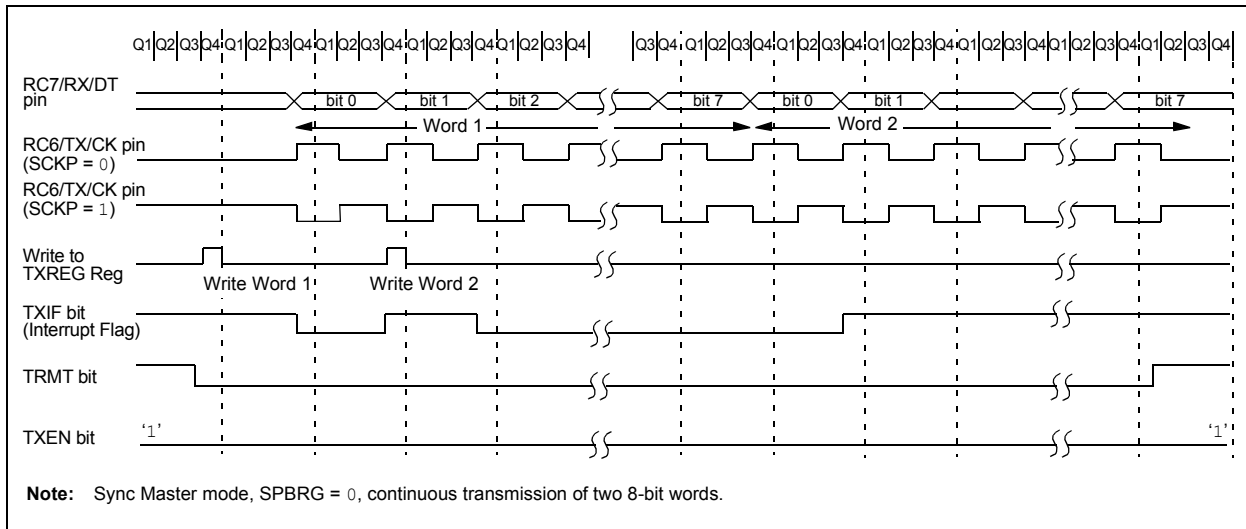 Q1 Q2 Q3 Q4 Q1 Q2 Q3 Q4 Q1 Q2 Q3 Q4 Q1 Q2 Q3 Q4 Q1 Q2 Q3 Q4 Q3 Q4 Q1 Q2 Q3 Q4 Q1 Q2 Q3 Q4 Q1 Q2 Q3 Q4 Q1 Q2 Q3 Q4 Q1 Q2 Q3 Q4 Q1 Q2 Q3 Q4
RC7/RX/DT
pin
bit 0 bit 1 bit 2 bit 7 bit 0 bit 1 bit 7
Word 1 Word 2
RC6/TX/CK pin
(SCKP = 0)
RC6/TX/CK pin
(SCKP = 1)
Write to
TXREG Reg
Write Word 1 Write Word 2
TXIF bit
(Interrupt Flag)
TRMT bit
TXEN bit
‘1’ ‘1’
Note: Sync Master mode, SPBRG = 0, continuous transmission of two 8-bit words.